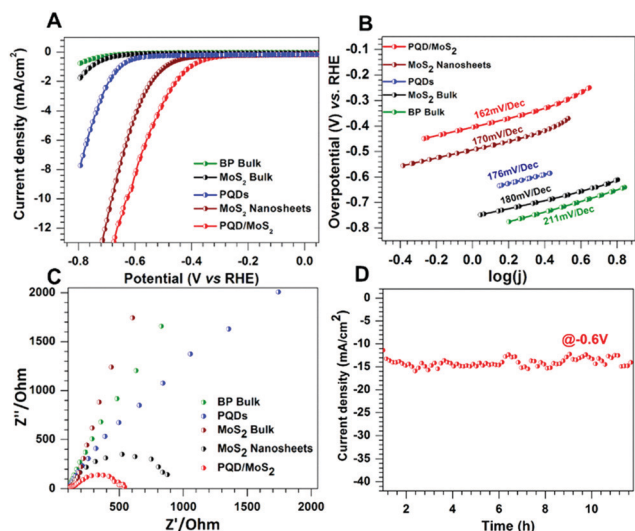 A
Current density (mA/cm²)
0
-2
-4
-6
-8
-10
-12
-0.8
-0.6
-0.4
-0.2
0.0
Potential (V vs RHE)
BP Bulk
MoS₂ Bulk
PQDs
MoS₂ Nanosheets
PQD/MoS₂
B
Overpotential (V) vs. RHE
-0.1
-0.2
-0.3
-0.4
-0.5
-0.6
-0.7
-0.8
-0.4
-0.2
0.0
0.2
0.4
0.6
0.8
log(j)
PQD/MoS₂
MoS₂ Nanosheets
PQDs
MoS₂ Bulk
BP Bulk
162mV/Dec
170mV/Dec
176mV/Dec
180mV/Dec
211mV/Dec
C
Z''/Ohm
2000
1500
1000
500
0
0
500
1000
1500
2000
Z'/Ohm
BP Bulk
PQDs
MoS₂ Bulk
MoS₂ Nanosheets
PQD/MoS₂
D
Current density (mA/cm²)
0
-5
-10
-15
-20
-25
-30
-35
-40
2
4
6
8
10
Time (h)
@-0.6V